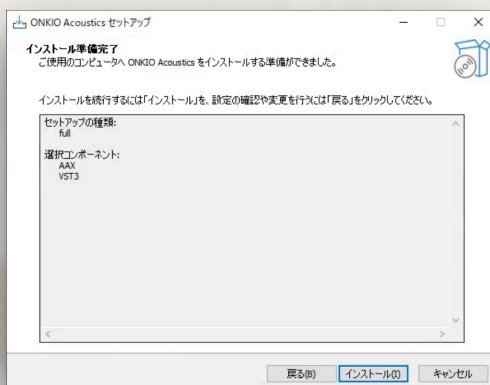 ONKIO Acoustics セットアップ
インストール準備完了
ご使用のコンピュータへ ONKIO Acoustics をインストールする準備ができました。
インストールを続行するには「インストール」を、設定の確認や変更を行うには「戻る」をクリックしてください。
セットアップの種類:
full
選択コンポーネント:
AAX
VST3
戻る(B) インストール(I) キャンセル